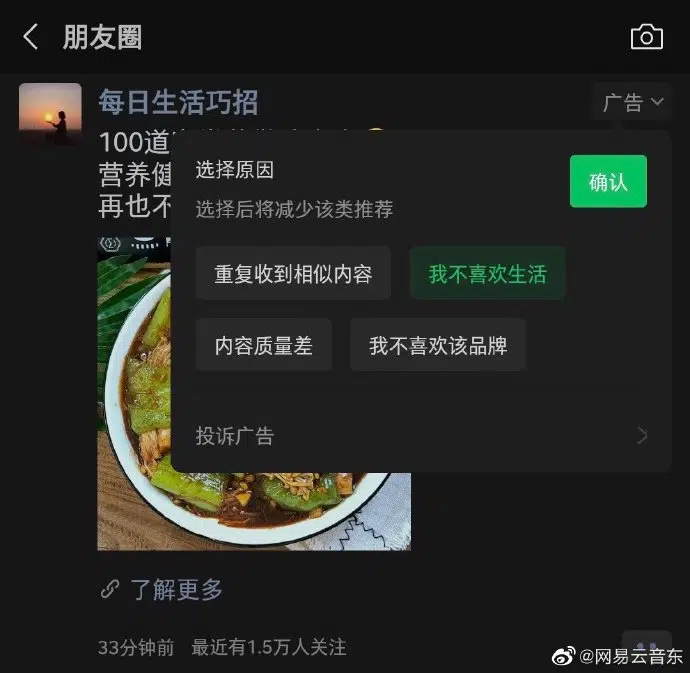 朋友圈
每日生活巧招
广告
100道
营养健
再也不
选择原因
确认
选择后将减少该类推荐
重复收到相似内容
我不喜欢生活
内容质量差
我不喜欢该品牌
投诉广告
了解更多
33分钟前 最近有1.5万人关注
@网易云音东